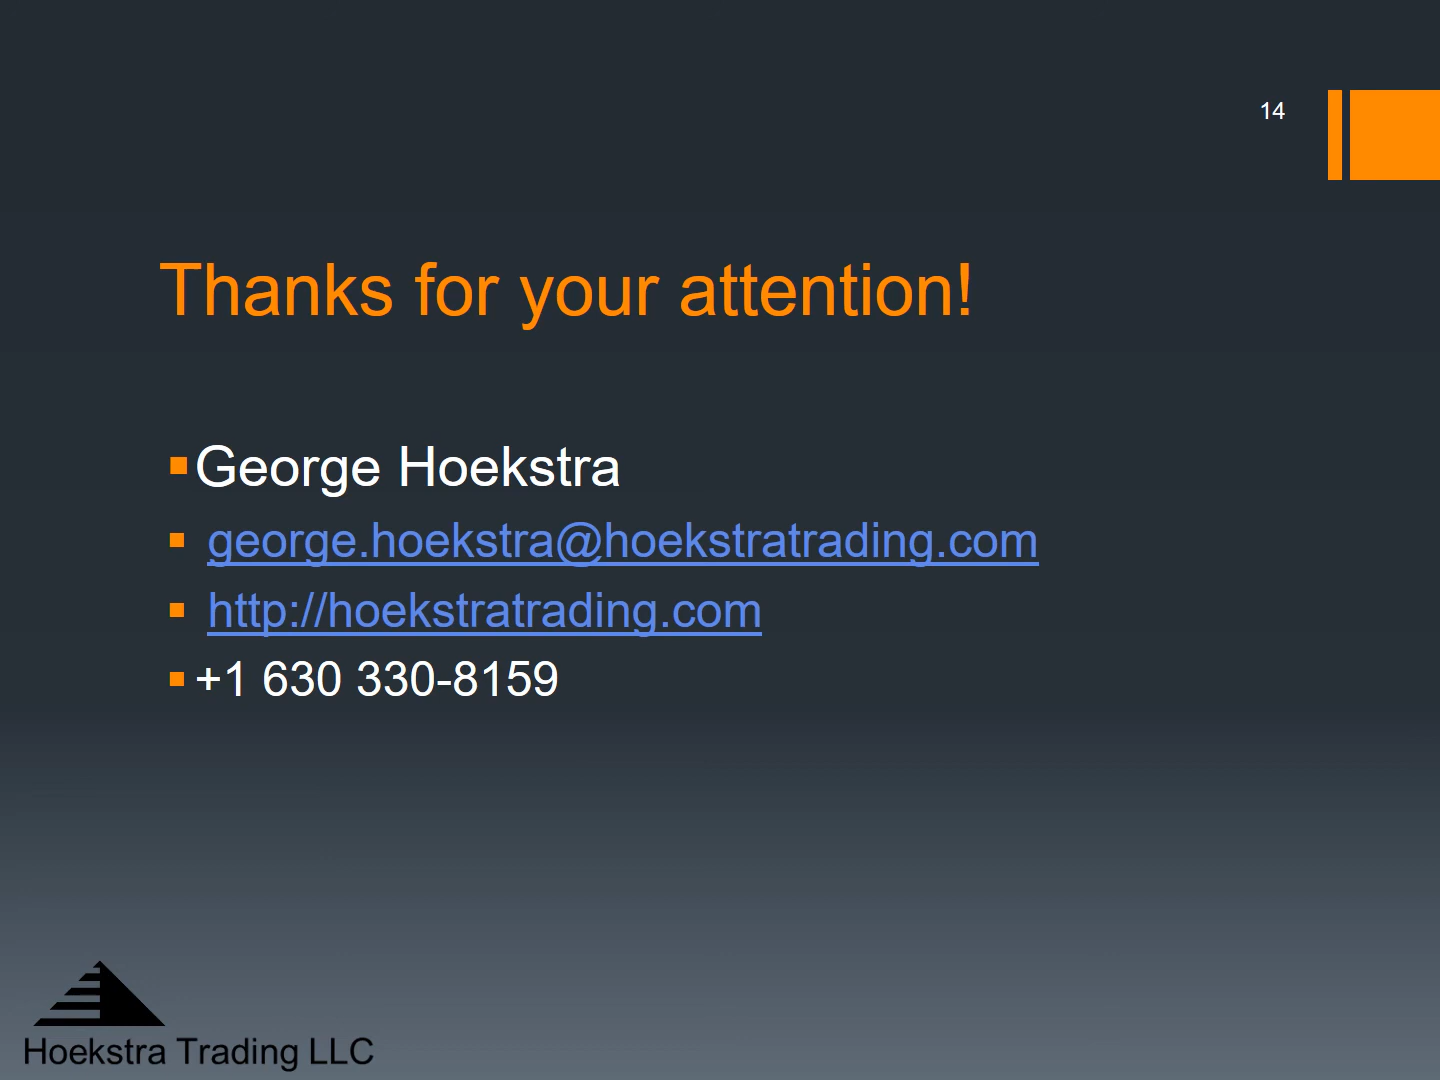 14
Thanks for your attention!
George Hoekstra
george.hoekstra@hoekstratrading.com
http://hoekstratrading.com
+1 630 330-8159
Hoekstra Trading LLC